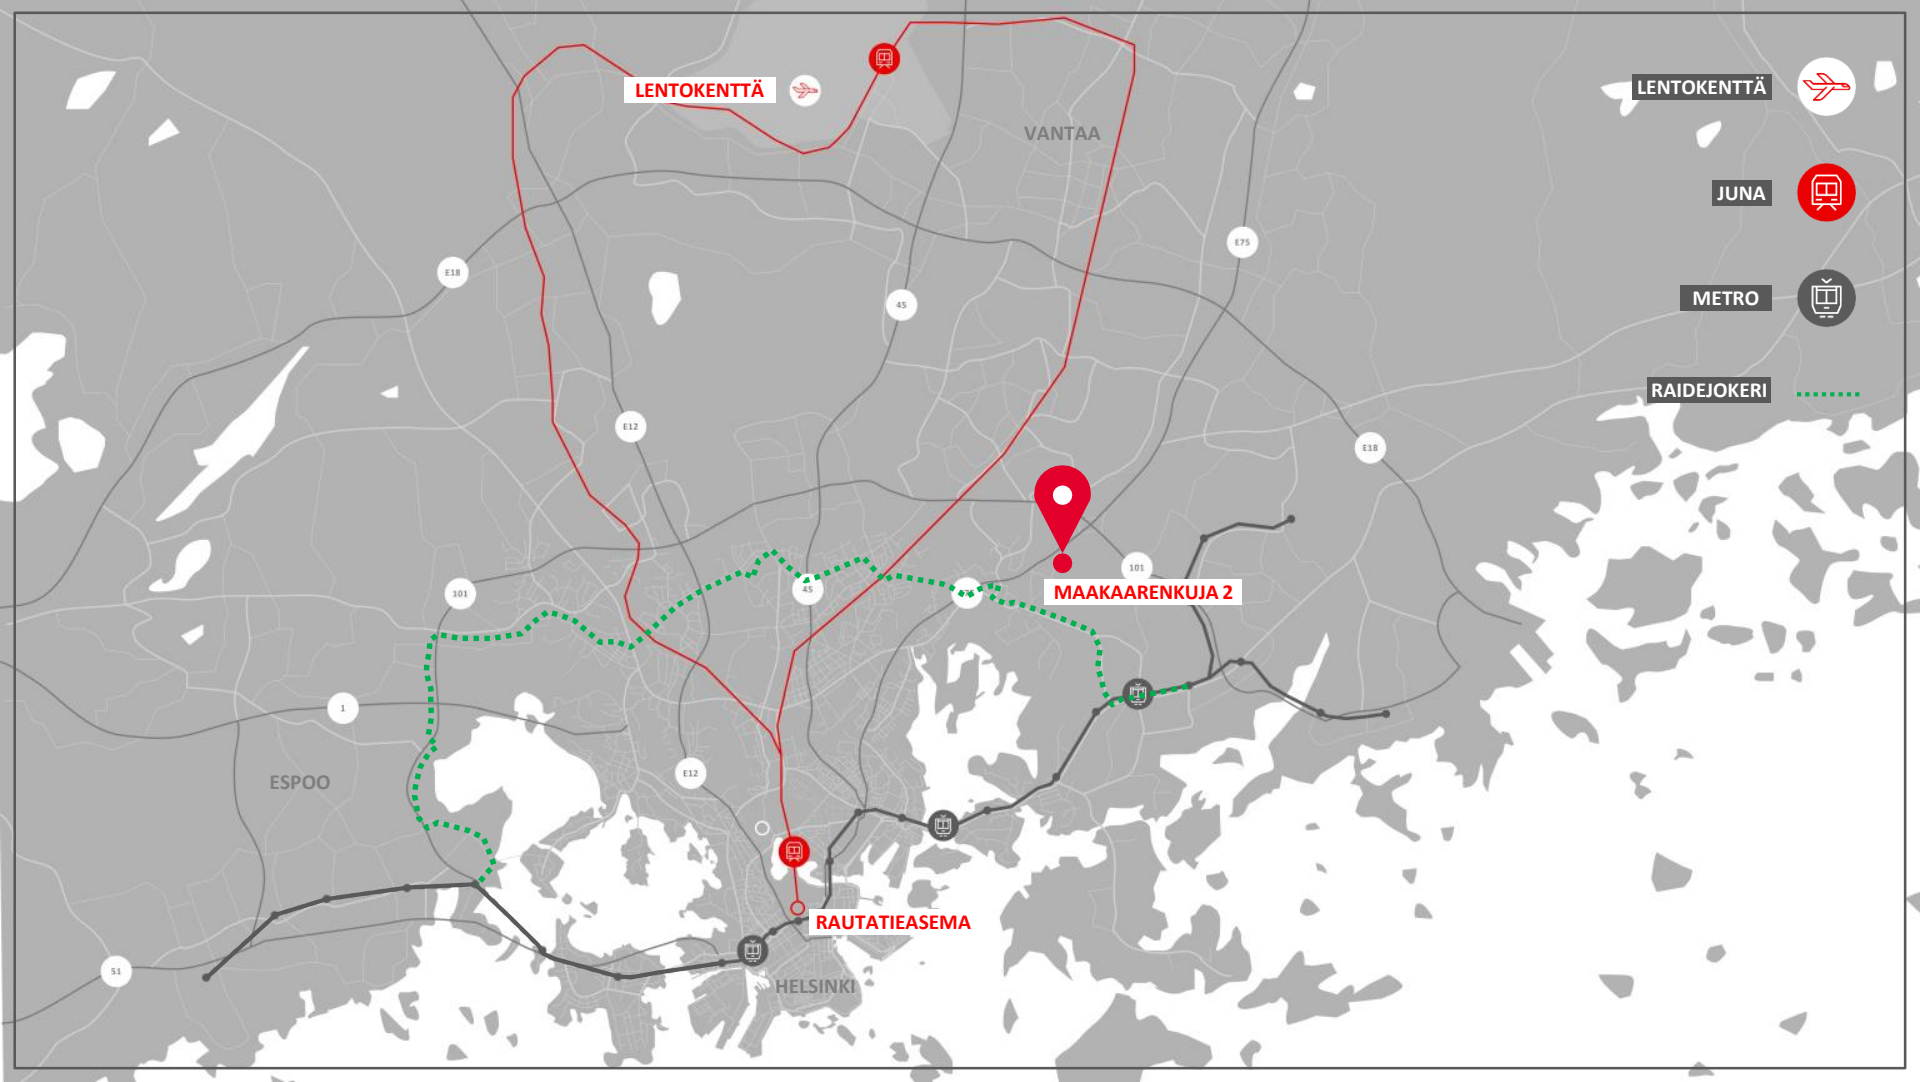 LENTOKENTTÄ
LENTOKENTTÄ
VANTAA
JUNA
E75
E18
METRO
45
RAIDEJOKERI
E12
E18
101
101
45
MAAKAARENKUJA 2
1
E12
ESPOO
RAUTATIEASEMA
51
HELSINKI